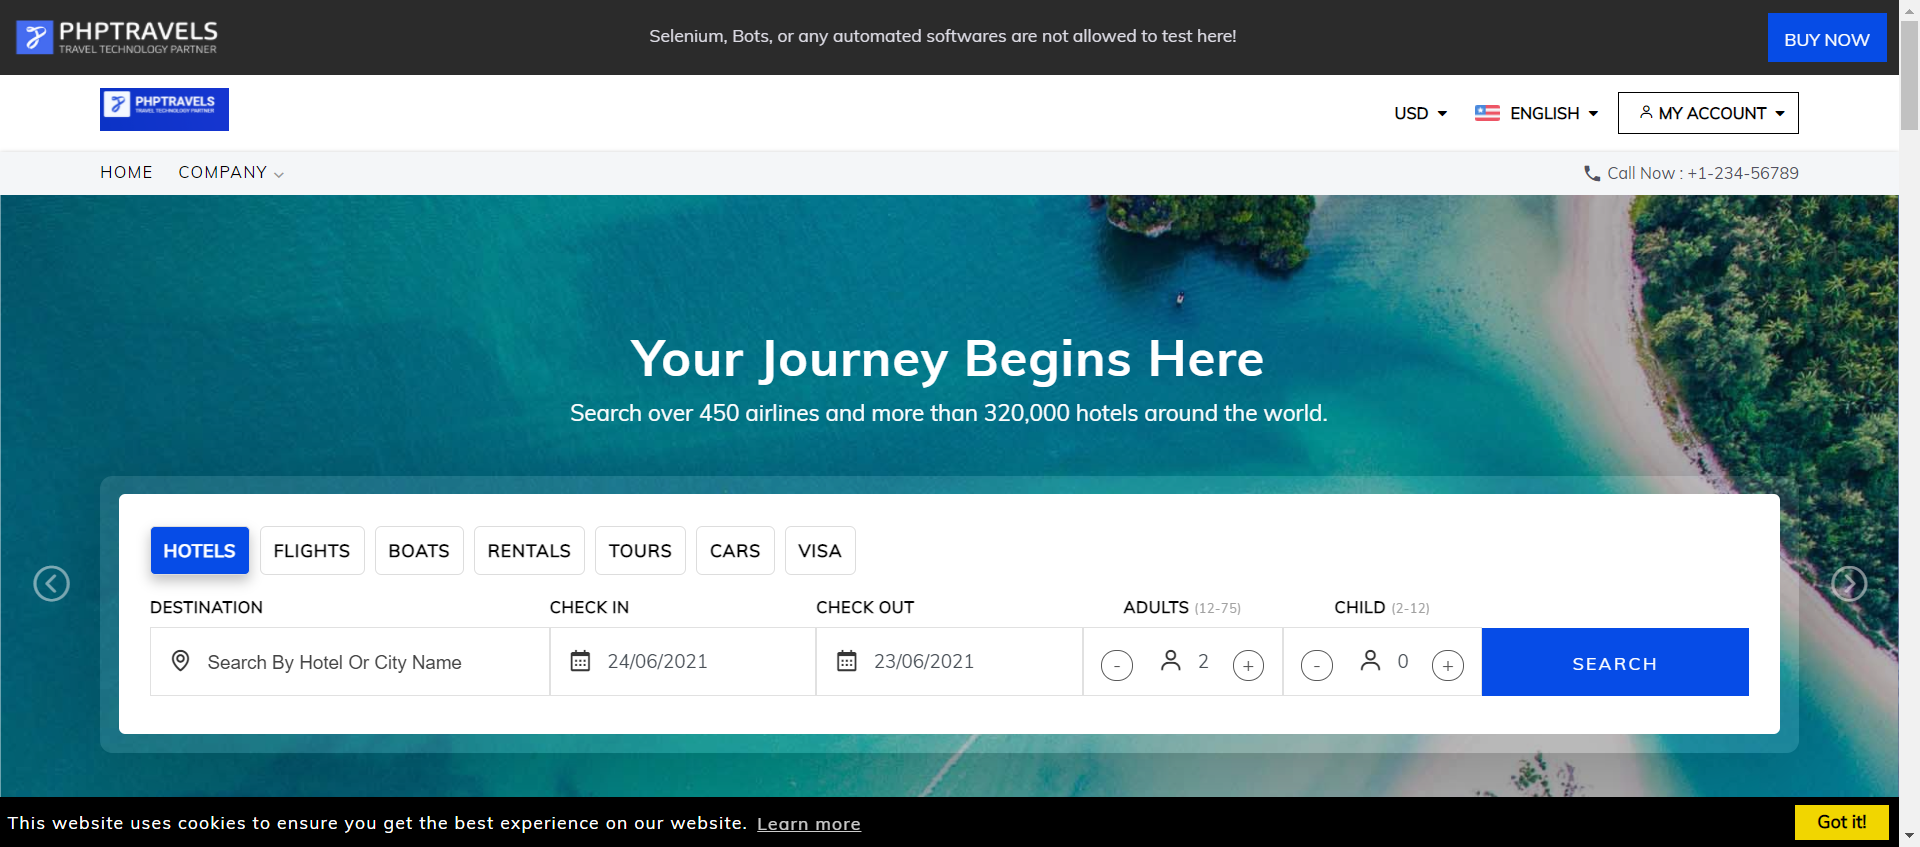 PHPTRAVELS
TRAVEL TECHNOLOGY PARTNER
Selenium, Bots, or any automated softwares are not allowed to test here!
BUY NOW
PHPTRAVELS
TRAVEL TECHNOLOGY PARTNER
USD
ENGLISH
MY ACCOUNT
HOME
COMPANY
Call Now : +1-234-56789
Your Journey Begins Here
Search over 450 airlines and more than 320,000 hotels around the world.
HOTELS
FLIGHTS
BOATS
RENTALS
TOURS
CARS
VISA
DESTINATION
CHECK IN
CHECK OUT
ADULTS (12-75)
CHILD (2-12)
Search By Hotel Or City Name
24/06/2021
23/06/2021
- 2 +
- 0 +
SEARCH
This website uses cookies to ensure you get the best experience on our website. Learn more
Got it!